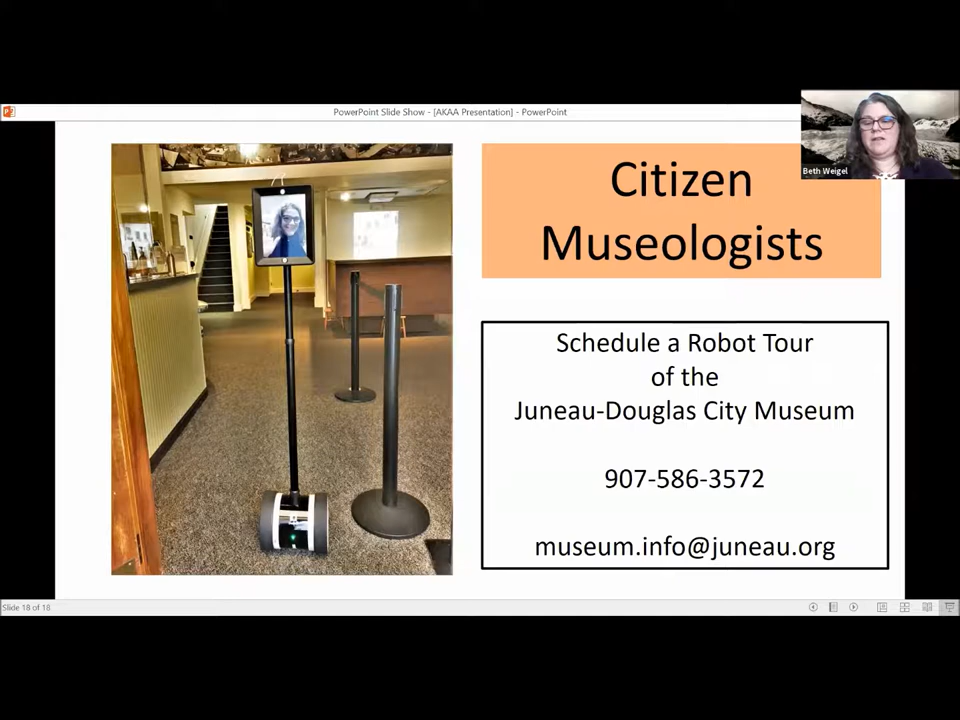 PowerPoint Slide Show - [AKAA Presentation] - PowerPoint
Beth Weigel
Citizen
Museologists
Schedule a Robot Tour
of the
Juneau-Douglas City Museum
907-586-3572
museum.info@juneau.org
Slide 18 of 18